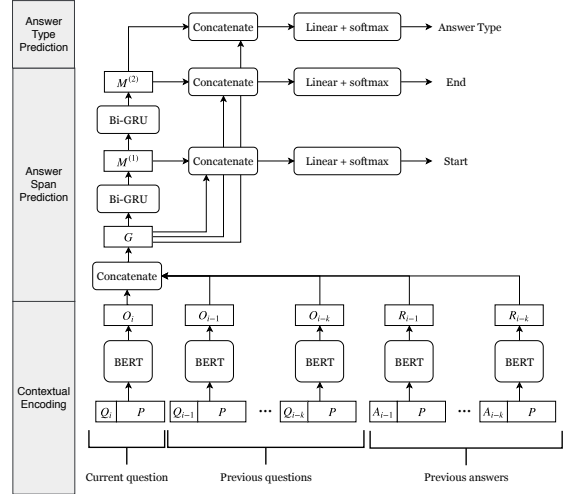 Answer
Type
Prediction
Concatenate
Linear + softmax
Answer Type
M(2)
Concatenate
Linear + softmax
End
Bi-GRU
Answer
Span
Prediction
M(1)
Concatenate
Linear + softmax
Start
Bi-GRU
G
Concatenate
Contextual
Encoding
Oi
Oi−1
Oi−k
Ri−1
Ri−k
BERT
BERT
BERT
BERT
BERT
Qi P
Qi−1 P
...
Qi−k P
Ai−1 P
...
Ai−k P
Current question
Previous questions
Previous answers